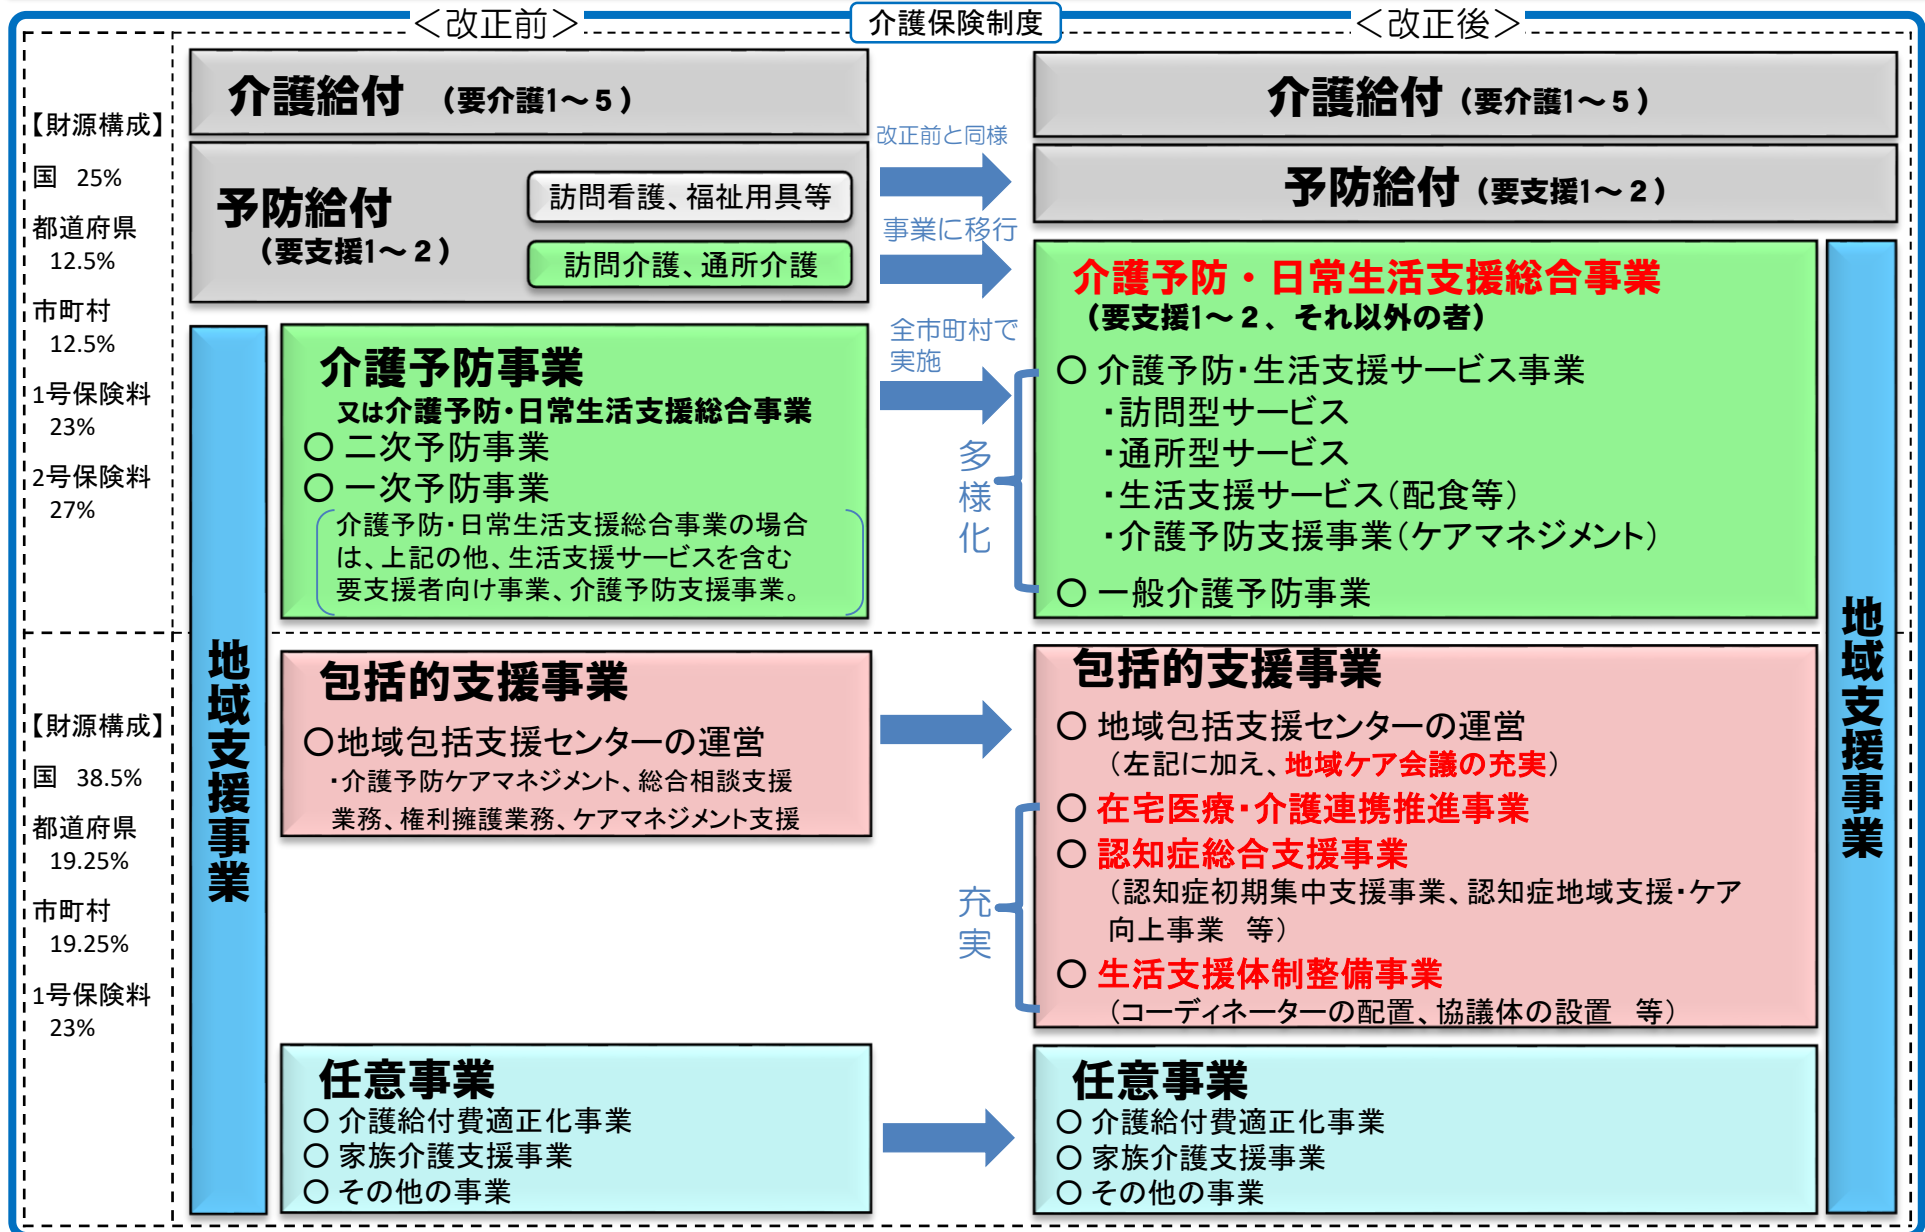 介護保険制度
＜改正前＞
＜改正後＞
【財源構成】
国 25%
都道府県
12.5%
市町村
12.5%
1号保険料
23%
2号保険料
27%
介護給付 （要介護1～５）
予防給付
（要支援1～２）
訪問看護、福祉用具等
訪問介護、通所介護
改正前と同様
事業に移行
全市町村で
実施
多様化
介護給付（要介護1～５）
予防給付（要支援1～２）
介護予防事業
又は介護予防・日常生活支援総合事業
○ 二次予防事業
○ 一次予防事業
介護予防・日常生活支援総合事業の場合
は、上記の他、生活支援サービスを含む
要支援者向け事業、介護予防支援事業。
介護予防・日常生活支援総合事業
（要支援1～２、それ以外の者）
○ 介護予防・生活支援サービス事業
・訪問型サービス
・通所型サービス
・生活支援サービス（配食等）
・介護予防支援事業（ケアマネジメント）
○ 一般介護予防事業
【財源構成】
国 38.5%
都道府県
19.25%
市町村
19.25%
1号保険料
23%
地域支援事業
包括的支援事業
○地域包括支援センターの運営
・介護予防ケアマネジメント、総合相談支援
業務、権利擁護業務、ケアマネジメント支援
充実
包括的支援事業
○ 地域包括支援センターの運営
（左記に加え、地域ケア会議の充実）
○ 在宅医療・介護連携推進事業
○ 認知症総合支援事業
（認知症初期集中支援事業、認知症地域支援・ケア
向上事業 等）
○ 生活支援体制整備事業
（コーディネーターの配置、協議体の設置 等）
地域支援事業
任意事業
○ 介護給付費適正化事業
○ 家族介護支援事業
○ その他の事業
任意事業
○ 介護給付費適正化事業
○ 家族介護支援事業
○ その他の事業